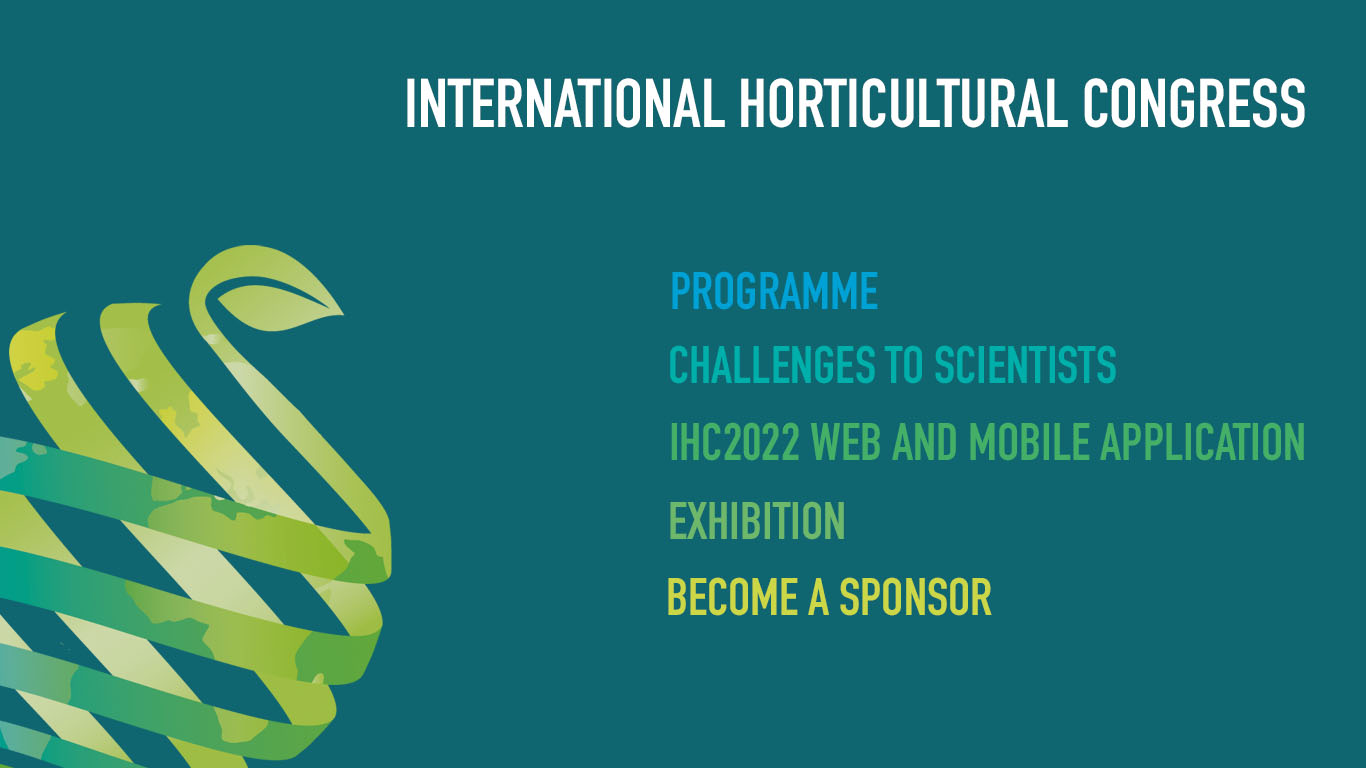 INTERNATIONAL HORTICULTURAL CONGRESS
PROGRAMME
CHALLENGES TO SCIENTISTS
IHC2022 WEB AND MOBILE APPLICATION
EXHIBITION
BECOME A SPONSOR